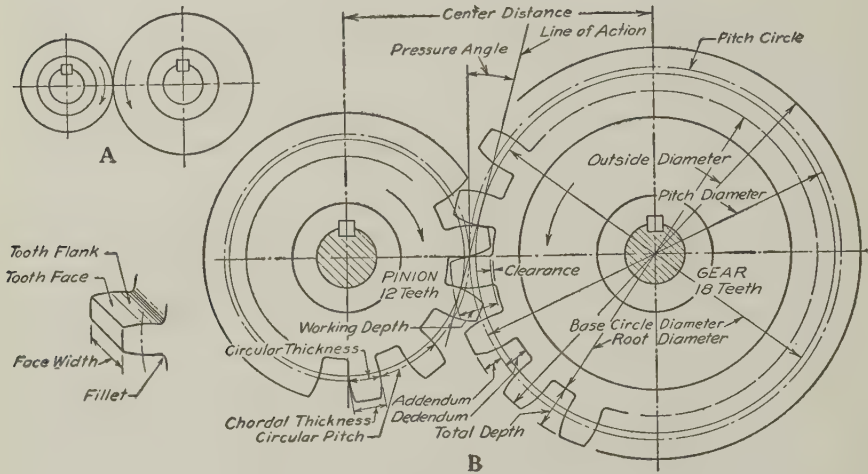 Center Distance
Line of Action
Pressure Angle
Pitch Circle
A
Outside Diameter
Pitch Diameter
Tooth Flank
Tooth Face
PINION
12 Teeth
Clearance
GEAR
18 Teeth
Working Depth
Base Circle Diameter
Root Diameter
Circular Thickness
Face Width
Fillet
Addendum
Dedendum
Chordal Thickness
Circular Pitch
Total Depth
B